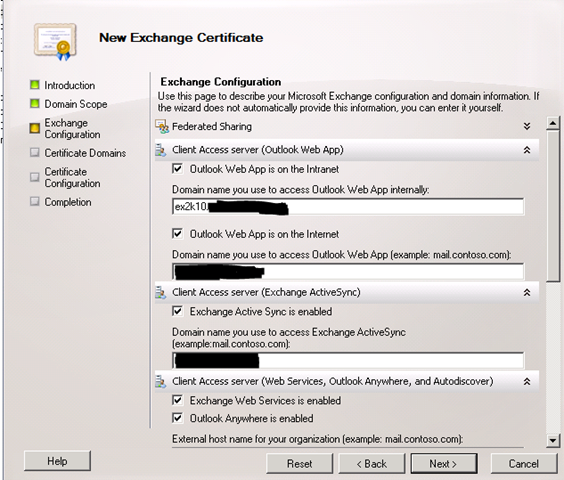 New Exchange Certificate
Introduction
Domain Scope
Exchange
Configuration
Certificate Domains
Certificate
Configuration
Completion
Exchange Configuration
Use this page to describe your Microsoft Exchange configuration and domain information. If
the wizard does not automatically provide this information, you can enter it yourself.
Federated Sharing
Client Access server (Outlook Web App)
Outlook Web App is on the Intranet
Domain name you use to access Outlook Web App internally:
ex2k10.
Outlook Web App is on the Internet
Domain name you use to access Outlook Web App (example: mail.contoso.com):
Client Access server (Exchange ActiveSync)
Exchange Active Sync is enabled
Domain name you use to access Exchange ActiveSync
(example:mail.contoso.com):
Client Access server (Web Services, Outlook Anywhere, and Autodiscover)
Exchange Web Services is enabled
Outlook Anywhere is enabled
External host name for your organization (example: mail.contoso.com):
Help
Reset
< Back
Next >
Cancel